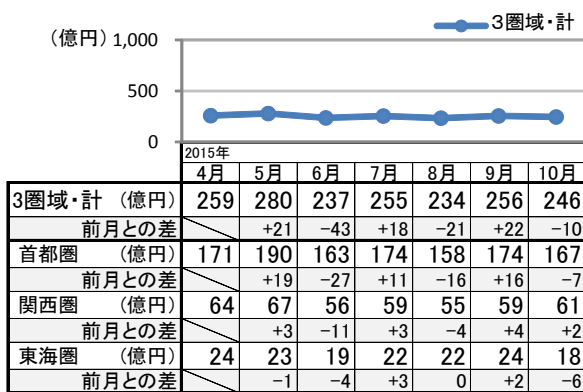 3圏域・計
(億円)
1,000
500
0
2015年
4月 5月 6月 7月 8月 9月 10月
3圏域・計 (億円) 259 280 237 255 234 256 246
前月との差 +21 −43 +18 −21 +22 −10
首都圏 (億円) 171 190 163 174 158 174 167
前月との差 +19 −27 +11 −16 +16 −7
関西圏 (億円) 64 67 56 59 55 59 61
前月との差 +3 −11 +3 −4 +4 +2
東海圏 (億円) 24 23 19 22 22 24 18
前月との差 −1 −4 +3 0 +2 −6